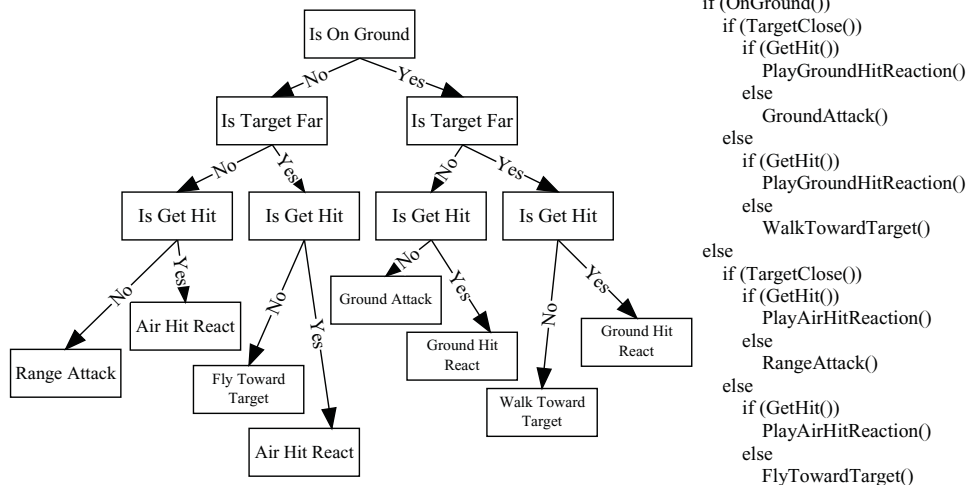 Is On Ground
No
Yes
Is Target Far
Is Target Far
No
Yes
No
Yes
Is Get Hit
Is Get Hit
Is Get Hit
Is Get Hit
No
Yes
No
Yes
No
Yes
No
Yes
Range Attack
Air Hit React
Fly Toward
Target
Air Hit React
Ground Attack
Ground Hit
React
Walk Toward
Target
Ground Hit
React
if (OnGround())
if (TargetClose())
if (GetHit())
PlayGroundHitReaction()
else
GroundAttack()
else
if (GetHit())
PlayGroundHitReaction()
else
WalkTowardTarget()
else
if (TargetClose())
if (GetHit())
PlayAirHitReaction()
else
RangeAttack()
else
if (GetHit())
PlayAirHitReaction()
else
FlyTowardTarget()